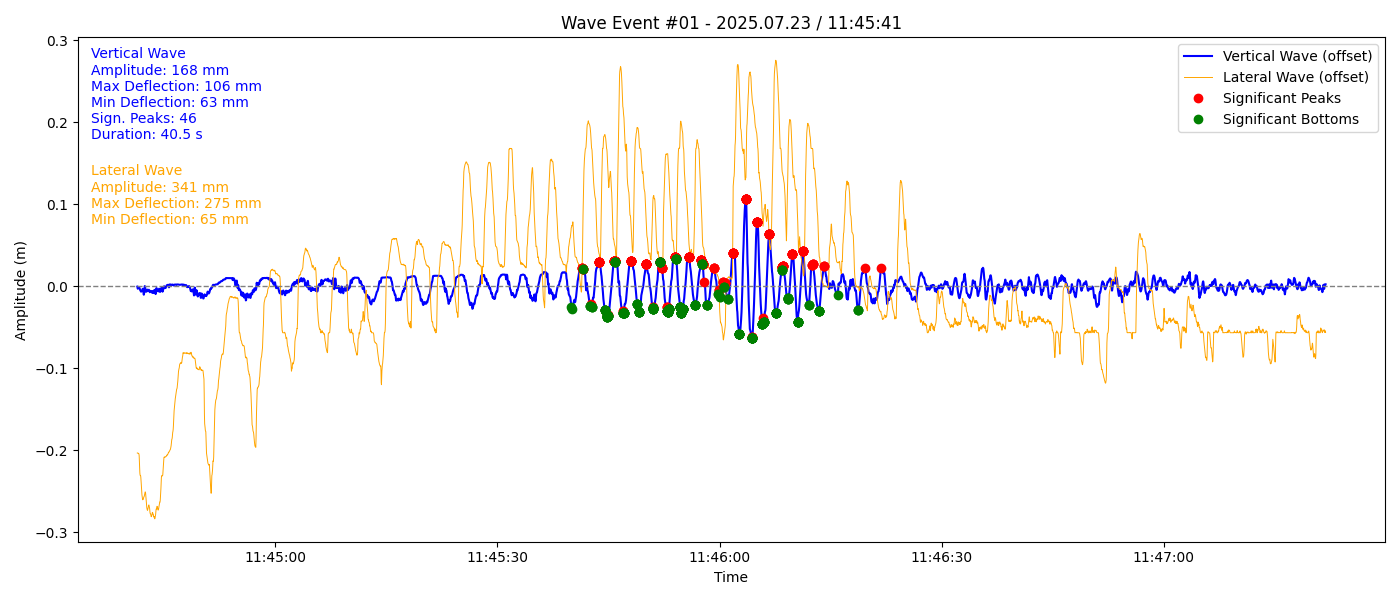 Wave Event #01 - 2025.07.23 / 11:45:41
Vertical Wave
Amplitude: 168 mm
Max Deflection: 106 mm
Min Deflection: 63 mm
Sign. Peaks: 46
Duration: 40.5 s
Lateral Wave
Amplitude: 341 mm
Max Deflection: 275 mm
Min Deflection: 65 mm
Vertical Wave (offset)
Lateral Wave (offset)
Significant Peaks
Significant Bottoms
Amplitude (m)
0.3
0.2
0.1
0.0
−0.1
−0.2
−0.3
11:45:00
11:45:30
11:46:00
11:46:30
11:47:00
Time